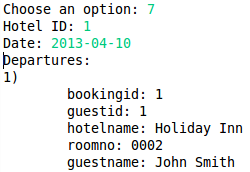 Choose an option: 7
Hotel ID: 1
Date: 2013-04-10
Departures:
1)
bookingid: 1
guestid: 1
hotelname: Holiday Inn
roomno: 0002
guestname: John Smith